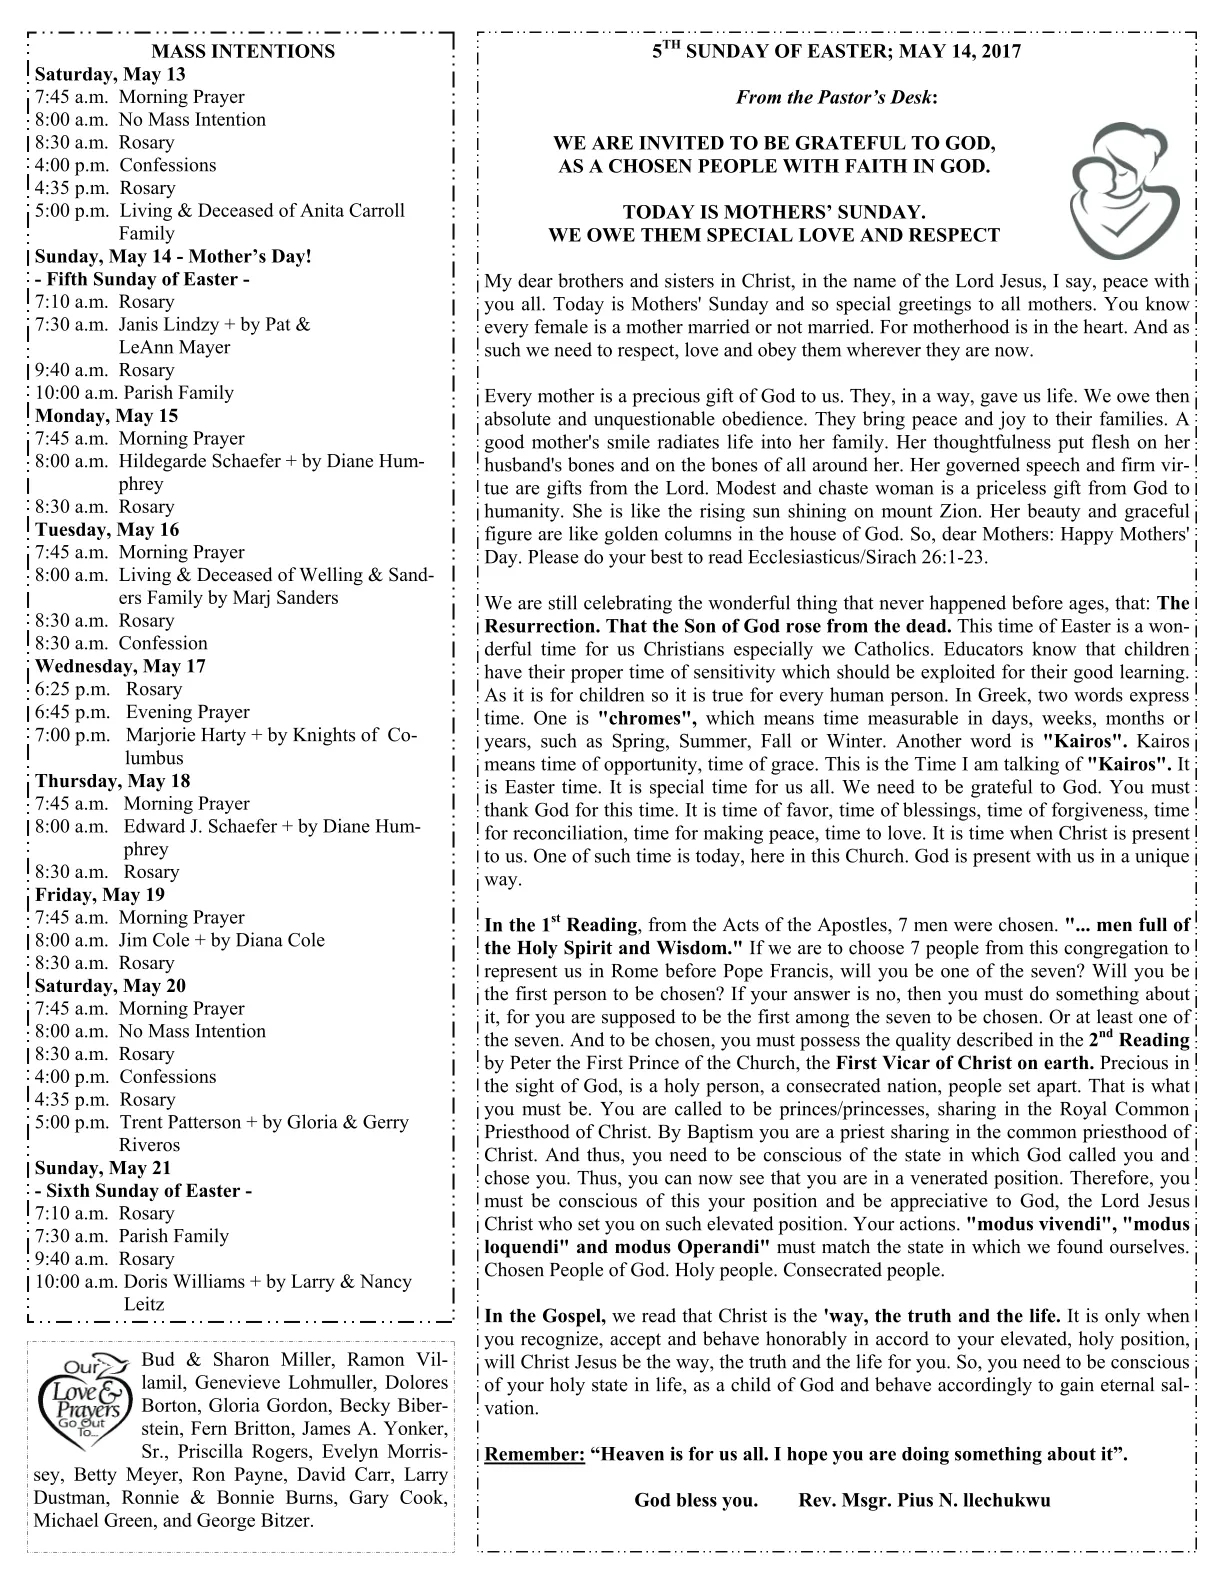 MASS INTENTIONS
Saturday, May 13
7:45 a.m. Morning Prayer
8:00 a.m. No Mass Intention
8:30 a.m. Rosary
4:00 p.m. Confessions
4:35 p.m. Rosary
5:00 p.m. Living & Deceased of Anita Carroll
Family
Sunday, May 14 - Mother’s Day!
- Fifth Sunday of Easter -
7:10 a.m. Rosary
7:30 a.m. Janis Lindzy + by Pat &
LeAnn Mayer
9:40 a.m. Rosary
10:00 a.m. Parish Family
Monday, May 15
7:45 a.m. Morning Prayer
8:00 a.m. Hildegarde Schaefer + by Diane Hum-
phrey
8:30 a.m. Rosary
Tuesday, May 16
7:45 a.m. Morning Prayer
8:00 a.m. Living & Deceased of Welling & Sand-
ers Family by Marj Sanders
8:30 a.m. Rosary
8:30 a.m. Confession
Wednesday, May 17
6:25 p.m. Rosary
6:45 p.m. Evening Prayer
7:00 p.m. Marjorie Harty + by Knights of Co-
lumbus
Thursday, May 18
7:45 a.m. Morning Prayer
8:00 a.m. Edward J. Schaefer + by Diane Hum-
phrey
8:30 a.m. Rosary
Friday, May 19
7:45 a.m. Morning Prayer
8:00 a.m. Jim Cole + by Diana Cole
8:30 a.m. Rosary
Saturday, May 20
7:45 a.m. Morning Prayer
8:00 a.m. No Mass Intention
8:30 a.m. Rosary
4:00 p.m. Confessions
4:35 p.m. Rosary
5:00 p.m. Trent Patterson + by Gloria & Gerry
Riveros
Sunday, May 21
- Sixth Sunday of Easter -
7:10 a.m. Rosary
7:30 a.m. Parish Family
9:40 a.m. Rosary
10:00 a.m. Doris Williams + by Larry & Nancy
Leitz
Our
Love &
Prayers
Go Out
To...
Bud & Sharon Miller, Ramon Vil-
lamil, Genevieve Lohmuller, Dolores
Borton, Gloria Gordon, Becky Biber-
stein, Fern Britton, James A. Yonker,
Sr., Priscilla Rogers, Evelyn Morris-
sey, Betty Meyer, Ron Payne, David Carr, Larry
Dustman, Ronnie & Bonnie Burns, Gary Cook,
Michael Green, and George Bitzer.
5TH SUNDAY OF EASTER; MAY 14, 2017
From the Pastor’s Desk:
WE ARE INVITED TO BE GRATEFUL TO GOD,
AS A CHOSEN PEOPLE WITH FAITH IN GOD.
TODAY IS MOTHERS’ SUNDAY.
WE OWE THEM SPECIAL LOVE AND RESPECT
My dear brothers and sisters in Christ, in the name of the Lord Jesus, I say, peace with
you all. Today is Mothers' Sunday and so special greetings to all mothers. You know
every female is a mother married or not married. For motherhood is in the heart. And as
such we need to respect, love and obey them wherever they are now.
Every mother is a precious gift of God to us. They, in a way, gave us life. We owe then
absolute and unquestionable obedience. They bring peace and joy to their families. A
good mother's smile radiates life into her family. Her thoughtfulness put flesh on her
husband's bones and on the bones of all around her. Her governed speech and firm vir-
tue are gifts from the Lord. Modest and chaste woman is a priceless gift from God to
humanity. She is like the rising sun shining on mount Zion. Her beauty and graceful
figure are like golden columns in the house of God. So, dear Mothers: Happy Mothers'
Day. Please do your best to read Ecclesiasticus/Sirach 26:1-23.
We are still celebrating the wonderful thing that never happened before ages, that: The
Resurrection. That the Son of God rose from the dead. This time of Easter is a won-
derful time for us Christians especially we Catholics. Educators know that children
have their proper time of sensitivity which should be exploited for their good learning.
As it is for children so it is true for every human person. In Greek, two words express
time. One is "chromes", which means time measurable in days, weeks, months or
years, such as Spring, Summer, Fall or Winter. Another word is "Kairos". Kairos
means time of opportunity, time of grace. This is the Time I am talking of "Kairos". It
is Easter time. It is special time for us all. We need to be grateful to God. You must
thank God for this time. It is time of favor, time of blessings, time of forgiveness, time
for reconciliation, time for making peace, time to love. It is time when Christ is present
to us. One of such time is today, here in this Church. God is present with us in a unique
way.
In the 1st Reading, from the Acts of the Apostles, 7 men were chosen. "... men full of
the Holy Spirit and Wisdom." If we are to choose 7 people from this congregation to
represent us in Rome before Pope Francis, will you be one of the seven? Will you be
the first person to be chosen? If your answer is no, then you must do something about
it, for you are supposed to be the first among the seven to be chosen. Or at least one of
the seven. And to be chosen, you must possess the quality described in the 2nd Reading
by Peter the First Prince of the Church, the First Vicar of Christ on earth. Precious in
the sight of God, is a holy person, a consecrated nation, people set apart. That is what
you must be. You are called to be princes/princesses, sharing in the Royal Common
Priesthood of Christ. By Baptism you are a priest sharing in the common priesthood of
Christ. And thus, you need to be conscious of the state in which God called you and
chose you. Thus, you can now see that you are in a venerated position. Therefore, you
must be conscious of this your position and be appreciative to God, the Lord Jesus
Christ who set you on such elevated position. Your actions. "modus vivendi", "modus
loquendi" and modus Operandi" must match the state in which we found ourselves.
Chosen People of God. Holy people. Consecrated people.
In the Gospel, we read that Christ is the 'way, the truth and the life. It is only when
you recognize, accept and behave honorably in accord to your elevated, holy position,
will Christ Jesus be the way, the truth and the life for you. So, you need to be conscious
of your holy state in life, as a child of God and behave accordingly to gain eternal sal-
vation.
Remember: “Heaven is for us all. I hope you are doing something about it”.
God bless you. Rev. Msgr. Pius N. llechukwu